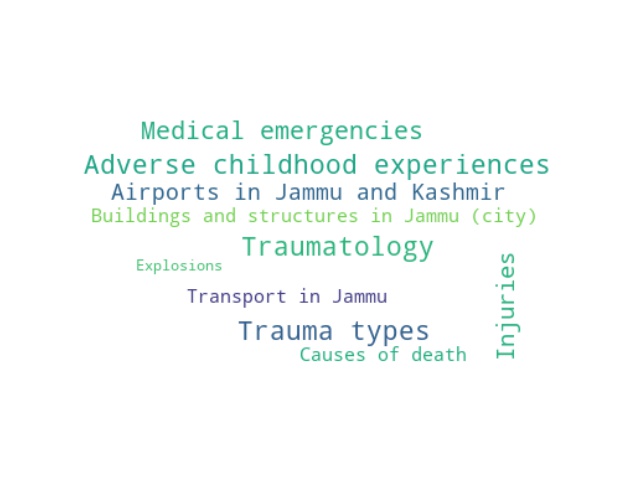 Medical emergencies
Adverse childhood experiences
Airports in Jammu and Kashmir
Buildings and structures in Jammu (city)
Traumatology
Explosions
Injuries
Transport in Jammu
Trauma types
Causes of death